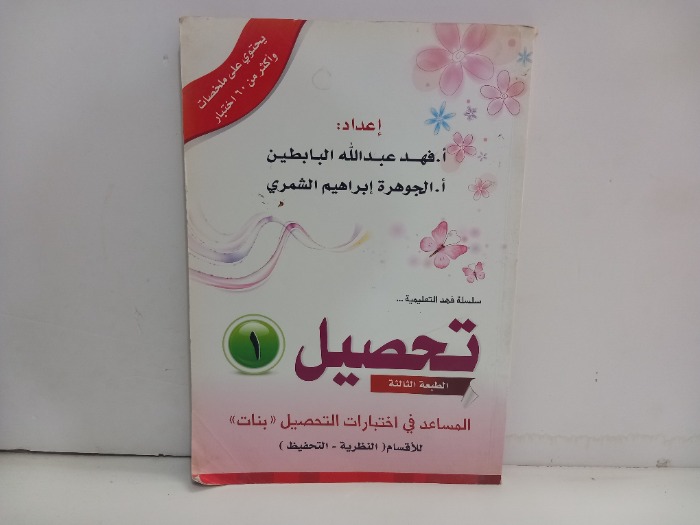 يحتوي على ملخصات
وأكثر من ٦٠ اختبار
إعداد:
أ.فهد عبدالله البابطين
أ.الجوهرة إبراهيم الشمري
سلسلة فهد التعليمية ...
تحصيل ١
الطبعة الثالثة
المساعد في اختبارات التحصيل «بنات»
للأقسام ( النظرية - التحفيظ )